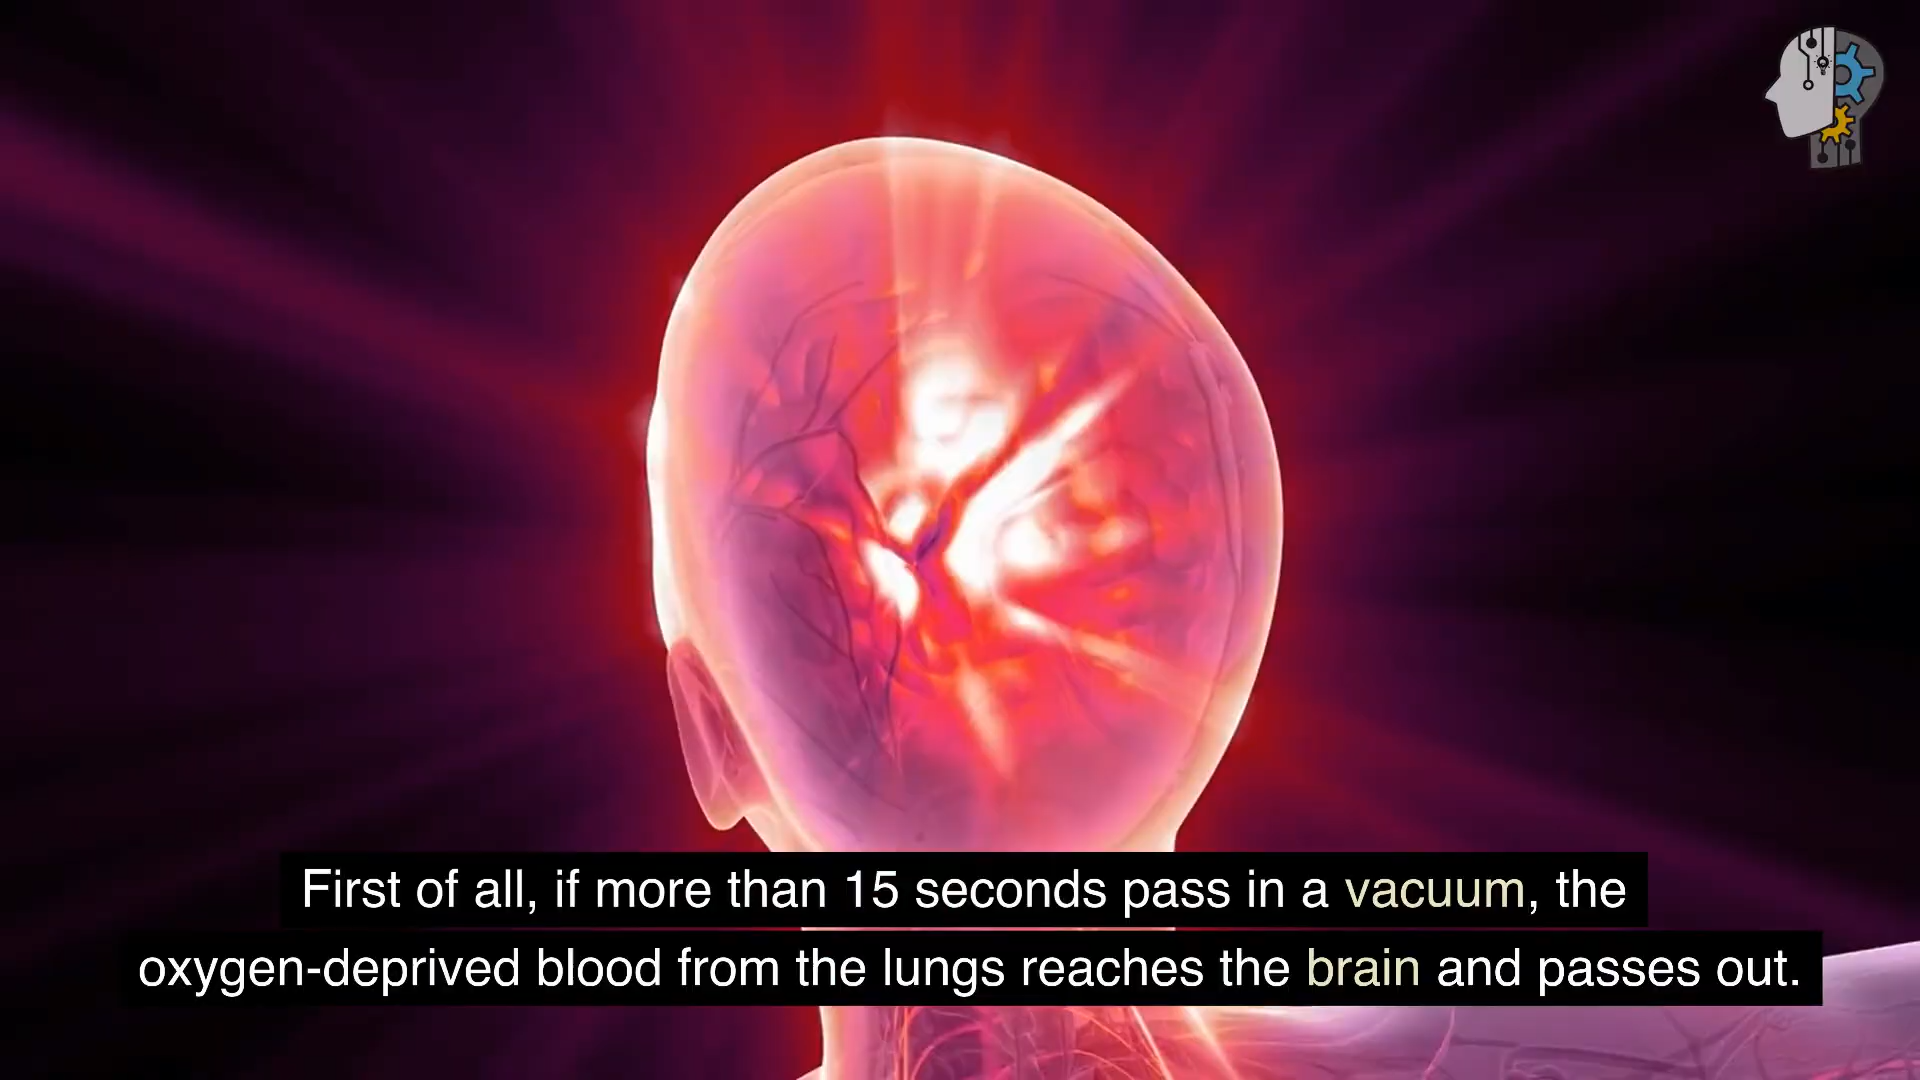 First of all, if more than 15 seconds pass in a vacuum, the
oxygen-deprived blood from the lungs reaches the brain and passes out.